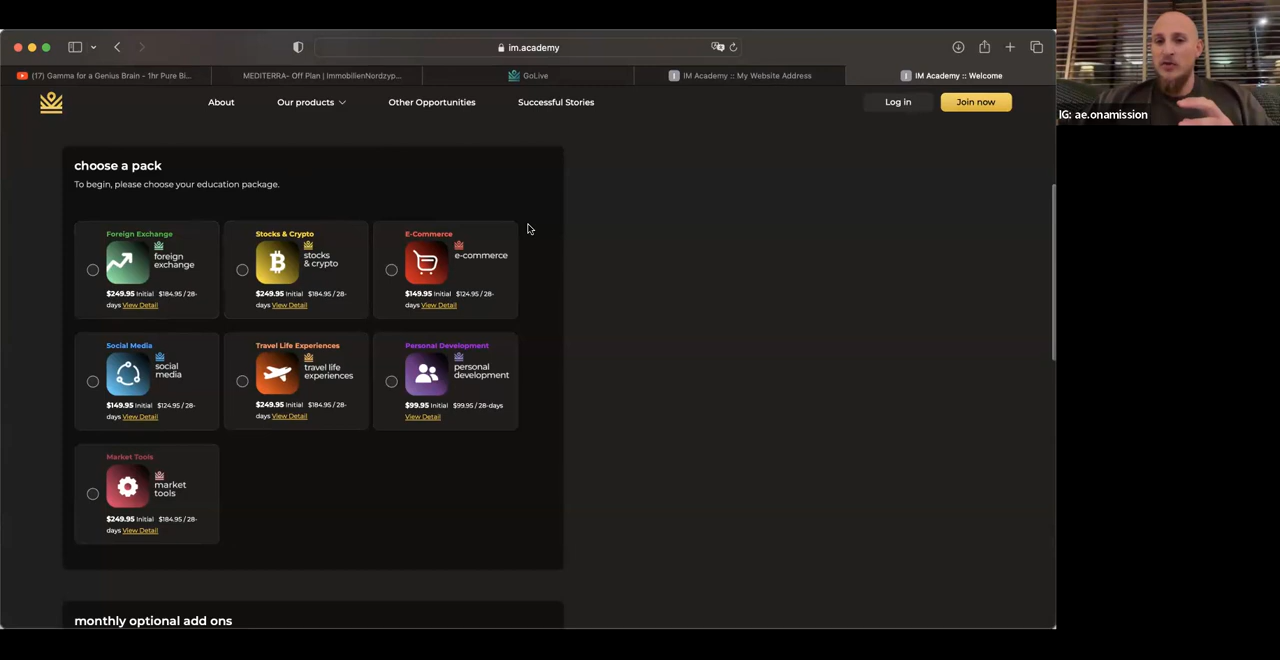 im.academy
(17) Gamma for a Genius Brain - 1hr Pure Bi...
MEDITERRA- Off Plan | ImmobilienNordzyp...
GoLive
IM Academy :: My Website Address
IM Academy :: Welcome
About
Our products
Other Opportunities
Successful Stories
Log in
Join now
IG: ae.onamission
choose a pack
To begin, please choose your education package.
Foreign Exchange
foreign
exchange
$249.95 Initial $184.95 / 28-
days View Detail
Stocks & Crypto
stocks
& crypto
$249.95 Initial $184.95 / 28-
days View Detail
E-Commerce
e-commerce
$149.95 Initial $124.95 / 28-
days View Detail
Social Media
social
media
$149.95 Initial $124.95 / 28-
days View Detail
Travel Life Experiences
travel life
experiences
$249.95 Initial $184.95 / 28-
days View Detail
Personal Development
personal
development
$99.95 Initial $99.95 / 28-days
View Detail
Market Tools
market
tools
$249.95 Initial $184.95 / 28-
days View Detail
monthly optional add ons